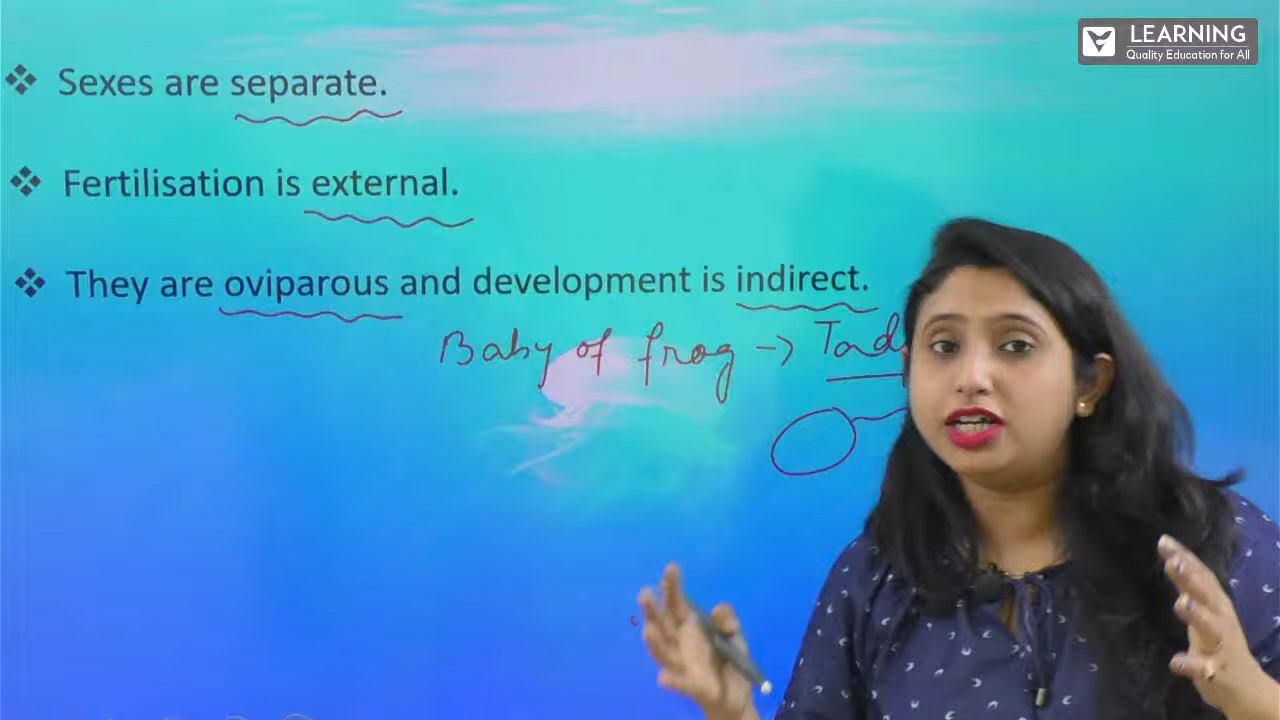 LEARNING
Quality Education for All
❖ Sexes are separate.
❖ Fertilisation is external.
❖ They are oviparous and development is indirect.
Baby of frog → Tad